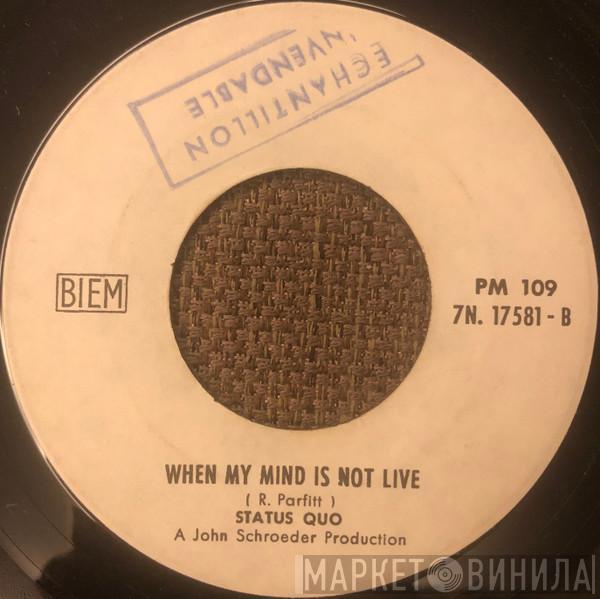 ECHANTILLON
INVENDABLE
BIEM
PM 109
7N. 17581 - B
WHEN MY MIND IS NOT LIVE
( R. Parfitt )
STATUS QUO
A John Schroeder Production
МАРКЕТ ВИНИЛА